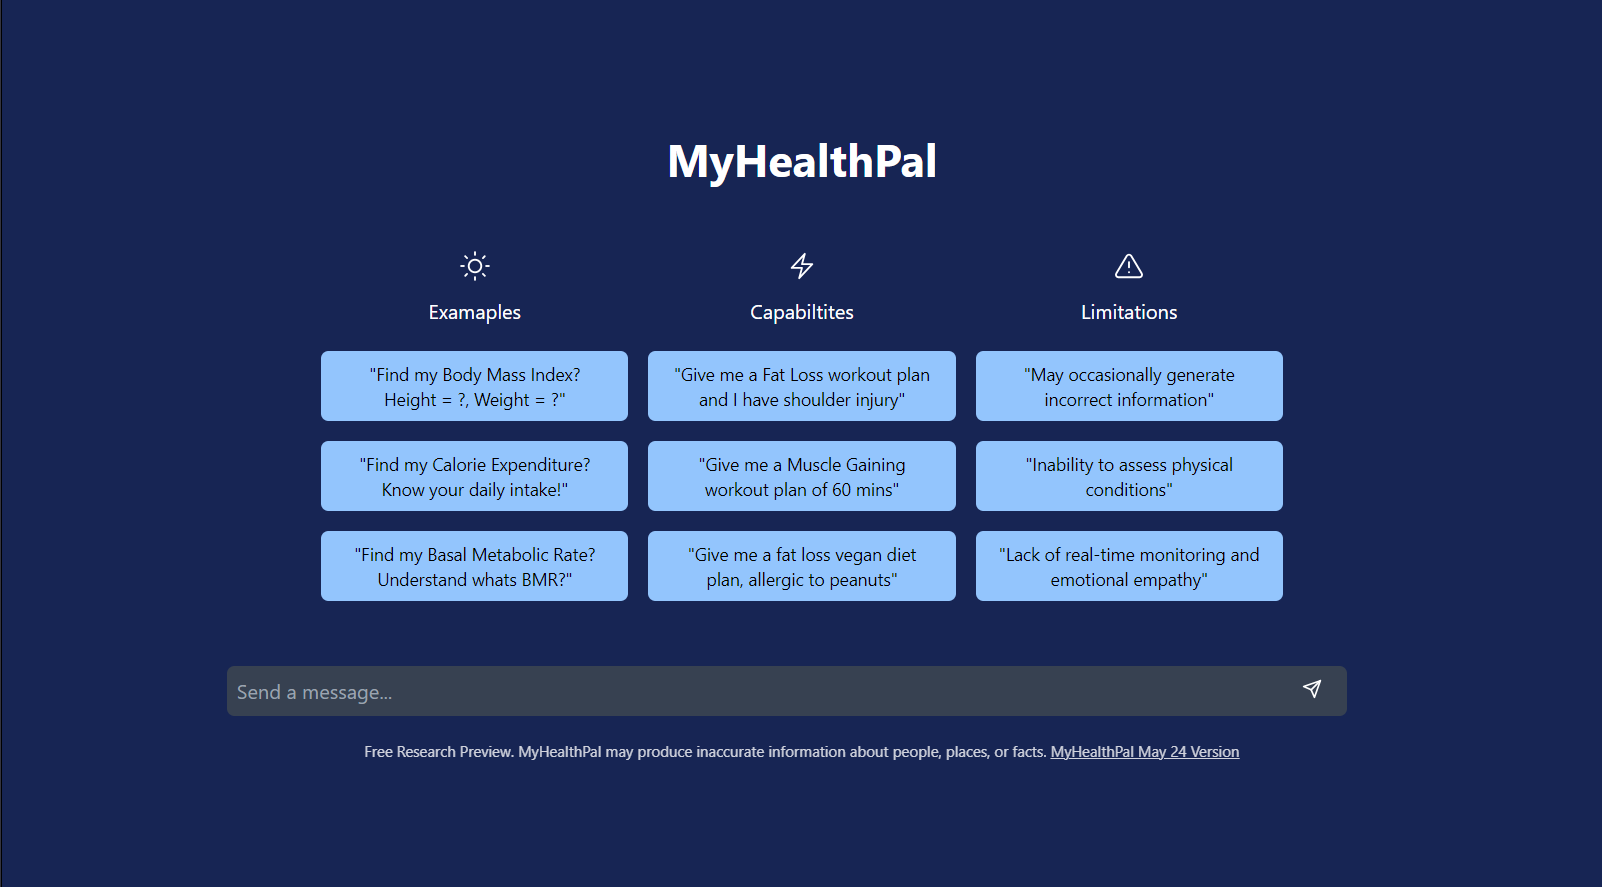 MyHealthPal
Examaples
"Find my Body Mass Index?
Height = ?, Weight = ?"
"Find my Calorie Expenditure?
Know your daily intake!"
"Find my Basal Metabolic Rate?
Understand whats BMR?"
Capabiltites
"Give me a Fat Loss workout plan
and I have shoulder injury"
"Give me a Muscle Gaining
workout plan of 60 mins"
"Give me a fat loss vegan diet
plan, allergic to peanuts"
Limitations
"May occasionally generate
incorrect information"
"Inability to assess physical
conditions"
"Lack of real-time monitoring and
emotional empathy"
Send a message...
Free Research Preview. MyHealthPal may produce inaccurate information about people, places, or facts. MyHealthPal May 24 Version